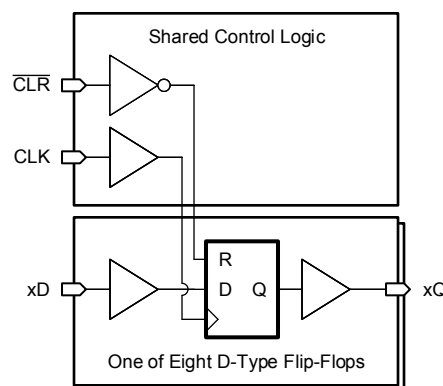 Shared Control Logic
CLR
CLK
R
xD
D Q
xQ
One of Eight D-Type Flip-Flops